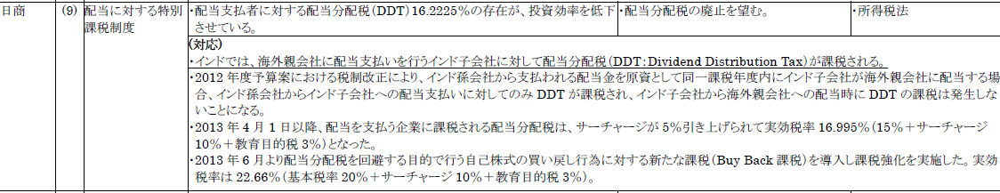 日商
(9)
配当に対する特別
課税制度
・配当支払者に対する配当分配税（DDT）16.2225%の存在が、投資効率を低下
させている。
・配当分配税の廃止を望む。
・所得税法
(対応)
・インドでは、海外親会社に配当支払いを行うインド子会社に対して配当分配税（DDT：Dividend Distribution Tax）が課税される。
・2012 年度予算案における税制改正により、インド孫会社から支払われる配当金を原資として同一課税年度内にインド子会社が海外親会社に配当する場
合、インド孫会社からインド子会社への配当支払いに対してのみ DDT が課税され、インド子会社から海外親会社への配当時に DDT の課税は発生しな
いことになる。
・2013 年 4 月 1 日以降、配当を支払う企業に課税される配当分配税は、サーチャージが 5%引き上げられて実効税率 16.995%（15%＋サーチャージ
10%＋教育目的税 3%）となった。
・2013 年 6 月より配当分配税を回避する目的で行う自己株式の買い戻し行為に対する新たな課税（Buy Back 課税）を導入し課税強化を実施した。実効
税率は 22.66%（基本税率 20%＋サーチャージ 10%＋教育目的税 3%）。